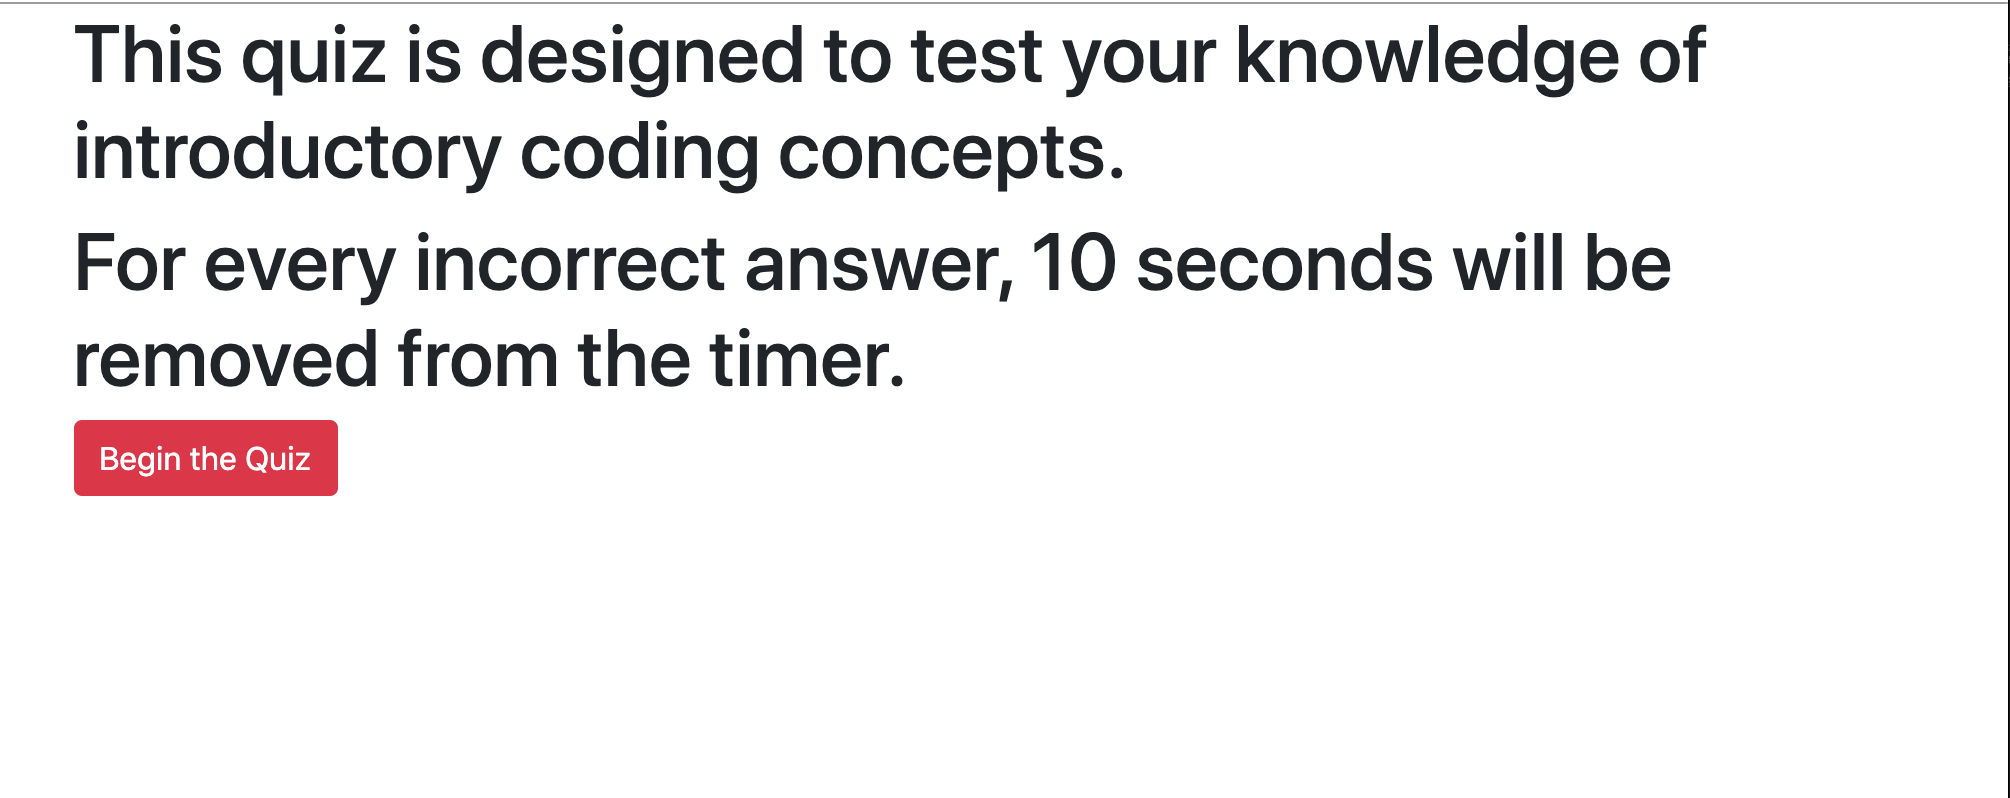 This quiz is designed to test your knowledge of
introductory coding concepts.
For every incorrect answer, 10 seconds will be
removed from the timer.
Begin the Quiz